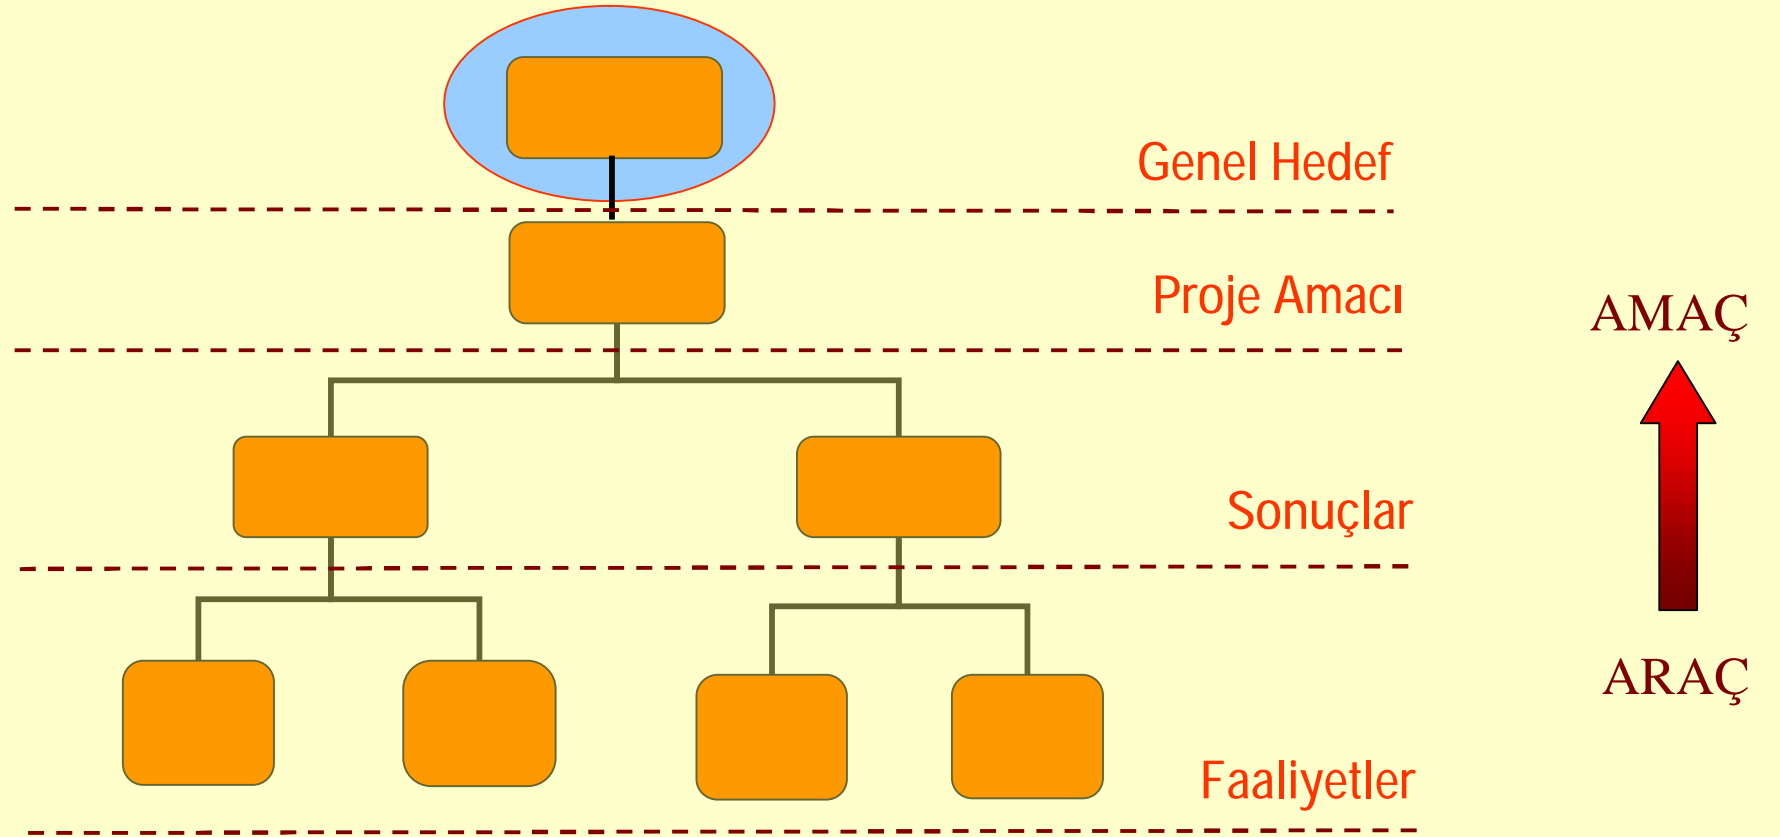 Genel Hedef
Proje Amacı
AMAÇ
Sonuçlar
ARAÇ
Faaliyetler